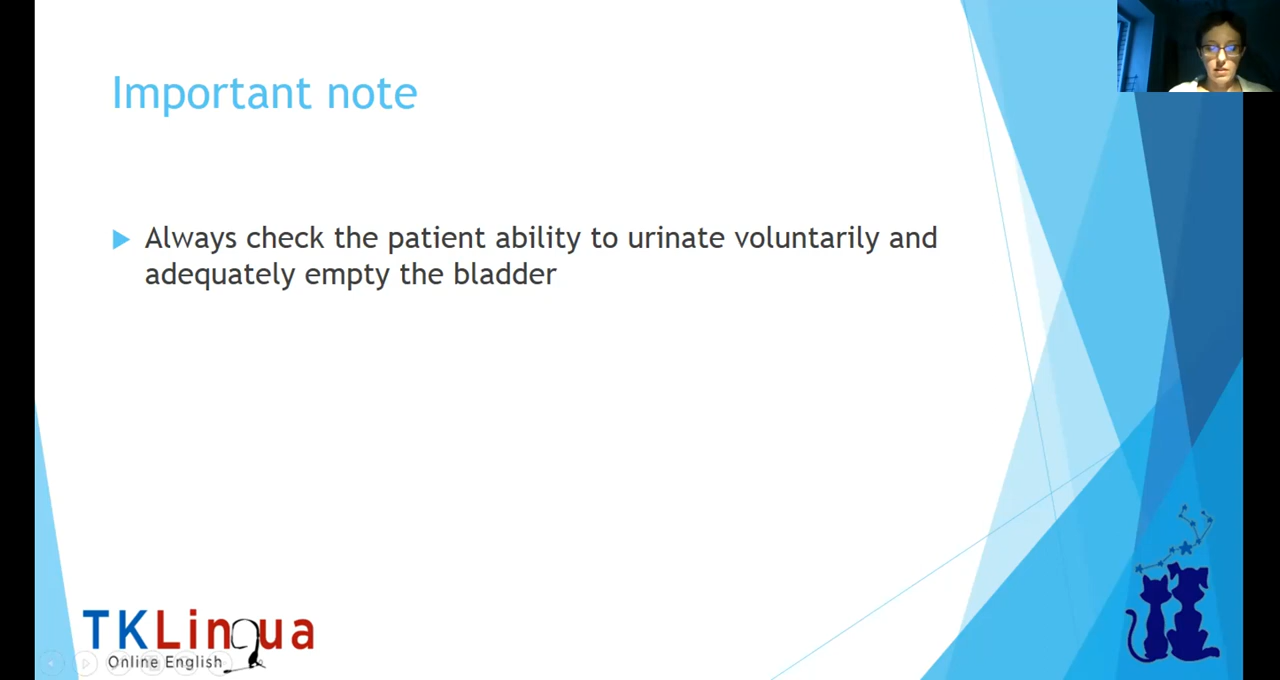 Important note
Always check the patient ability to urinate voluntarily and
adequately empty the bladder
TKLingua
Online English